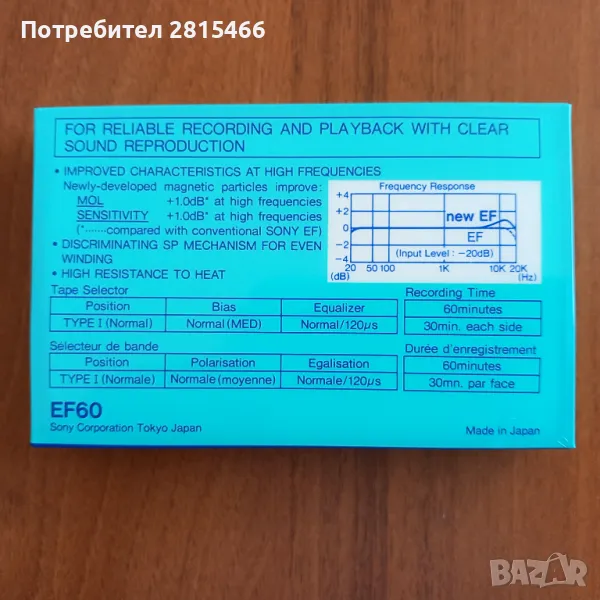 Потребител 2815466
FOR RELIABLE RECORDING AND PLAYBACK WITH CLEAR
SOUND REPRODUCTION
• IMPROVED CHARACTERISTICS AT HIGH FREQUENCIES
Newly-developed magnetic particles improve:
MOL +1.0dB* at high frequencies
SENSITIVITY +1.0dB* at high frequencies
(*······compared with conventional SONY EF)
• DISCRIMINATING SP MECHANISM FOR EVEN
WINDING
• HIGH RESISTANCE TO HEAT
Frequency Response
+4
+2
0
−2
−4
(dB)
new EF
EF
(Input Level : −20dB)
20 50 100 1K 10K 20K
(Hz)
Tape Selector
Position Bias Equalizer
TYPE I (Normal) Normal (MED) Normal/120μs
Recording Time
60minutes
30min. each side
Selecteur de bande
Position Polarisation Egalisation
TYPE I (Normale) Normale (moyenne) Normale/120μs
Durée d'enregistrement
60minutes
30mn. par face
EF60
Sony Corporation Tokyo Japan
Made in Japan
BAZAR